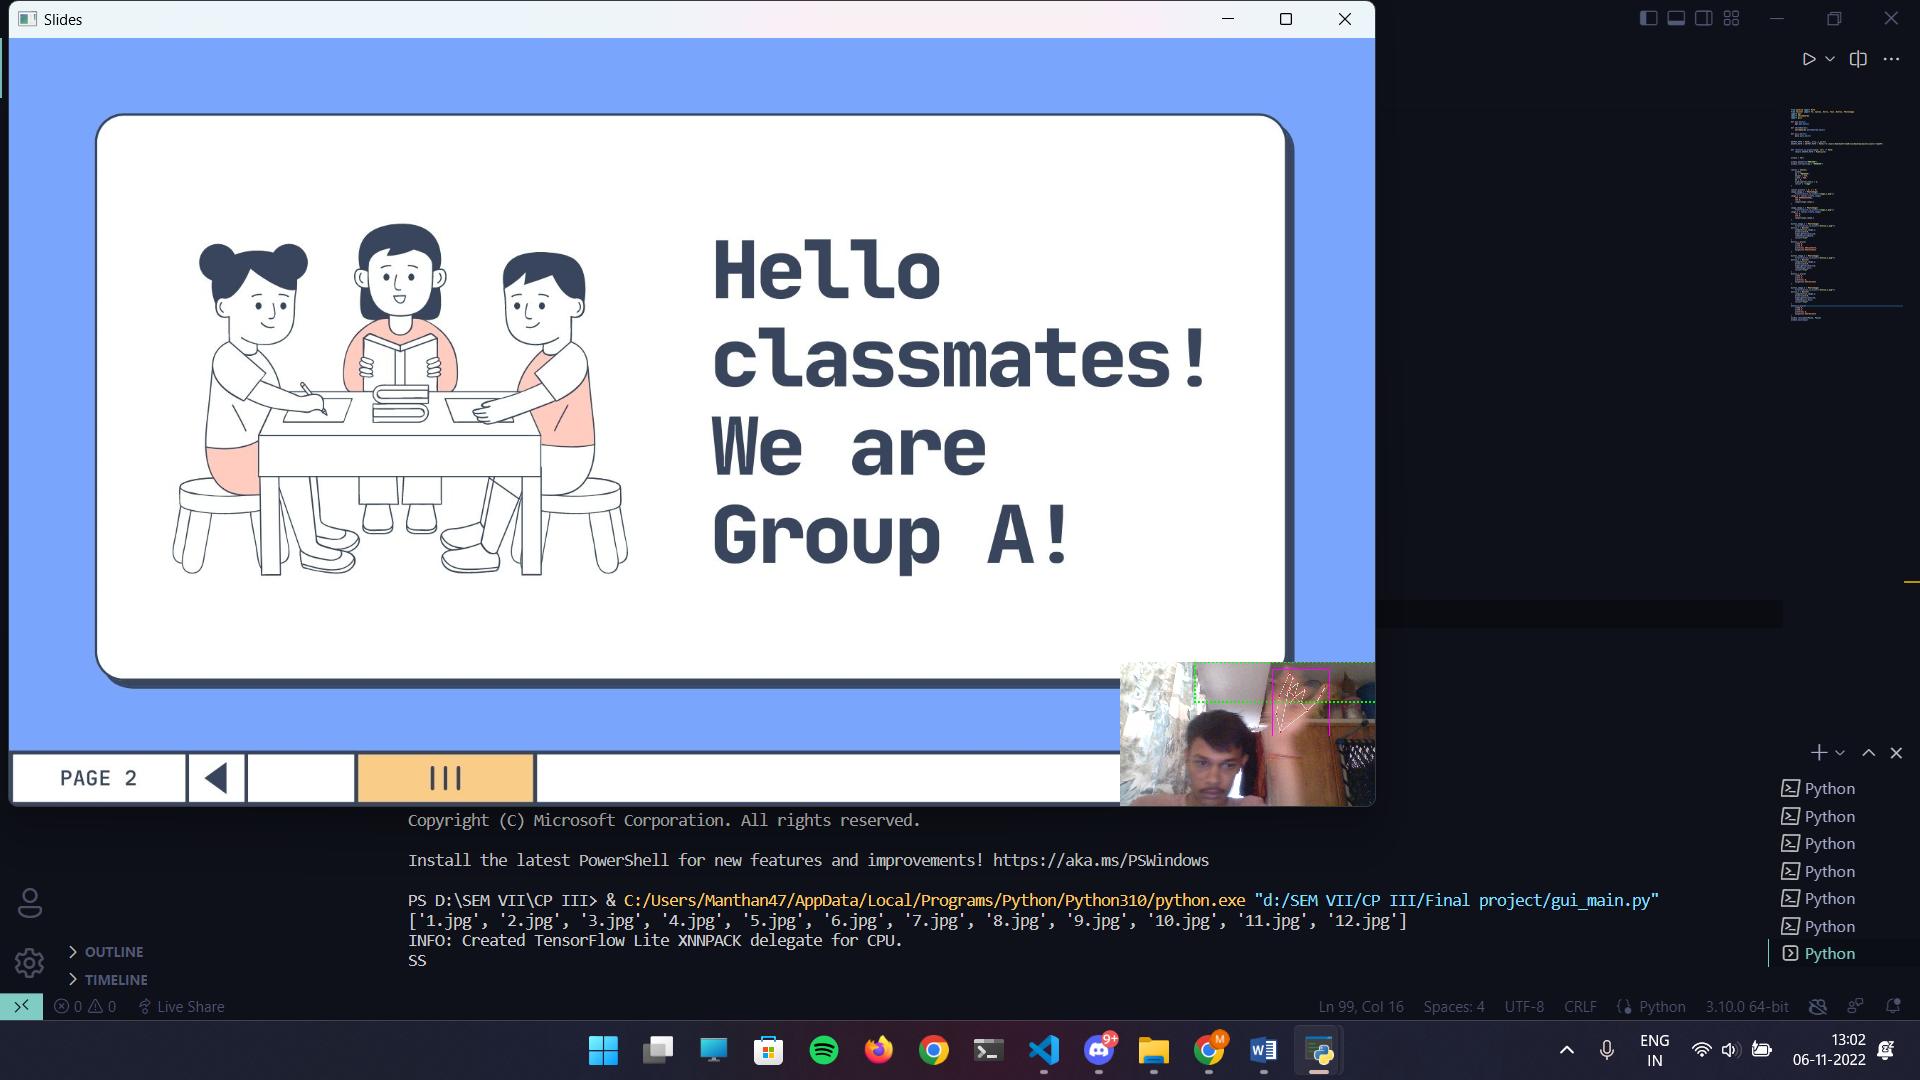 Slides
Hello
classmates!
We are
Group A!
PAGE 2
Copyright (C) Microsoft Corporation. All rights reserved.
Install the latest PowerShell for new features and improvements! https://aka.ms/PSWindows
PS D:\SEM VII\CP III> & C:/Users/Manthan47/AppData/Local/Programs/Python/Python310/python.exe "d:/SEM VII/CP III/Final project/gui_main.py"
['1.jpg', '2.jpg', '3.jpg', '4.jpg', '5.jpg', '6.jpg', '7.jpg', '8.jpg', '9.jpg', '10.jpg', '11.jpg', '12.jpg']
INFO: Created TensorFlow Lite XNNPACK delegate for CPU.
SS
Python
Python
Python
Python
Python
Python
Python
OUTLINE
TIMELINE
0 0 Live Share
Ln 99, Col 16 Spaces: 4 UTF-8 CRLF Python 3.10.0 64-bit
9+
M
ENG
IN
13:02
06-11-2022